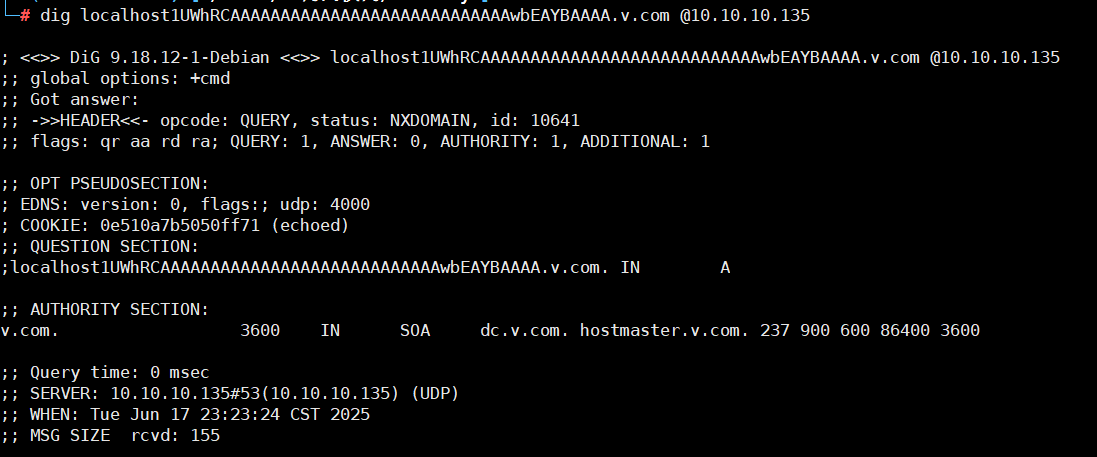 # dig localhost1UWhRCAAAAAAAAAAAAAAAAAAAAAAAAAAAAwbEAYBAAAA.v.com @10.10.10.135
; <<>> DiG 9.18.12-1-Debian <<>> localhost1UWhRCAAAAAAAAAAAAAAAAAAAAAAAAAAAAwbEAYBAAAA.v.com @10.10.10.135
;; global options: +cmd
;; Got answer:
;; ->>HEADER<<- opcode: QUERY, status: NXDOMAIN, id: 10641
;; flags: qr aa rd ra; QUERY: 1, ANSWER: 0, AUTHORITY: 1, ADDITIONAL: 1
;; OPT PSEUDOSECTION:
; EDNS: version: 0, flags:; udp: 4000
; COOKIE: 0e510a7b5050ff71 (echoed)
;; QUESTION SECTION:
;localhost1UWhRCAAAAAAAAAAAAAAAAAAAAAAAAAAAAwbEAYBAAAA.v.com. IN A
;; AUTHORITY SECTION:
v.com. 3600 IN SOA dc.v.com. hostmaster.v.com. 237 900 600 86400 3600
;; Query time: 0 msec
;; SERVER: 10.10.10.135#53(10.10.10.135) (UDP)
;; WHEN: Tue Jun 17 23:23:24 CST 2025
;; MSG SIZE rcvd: 155